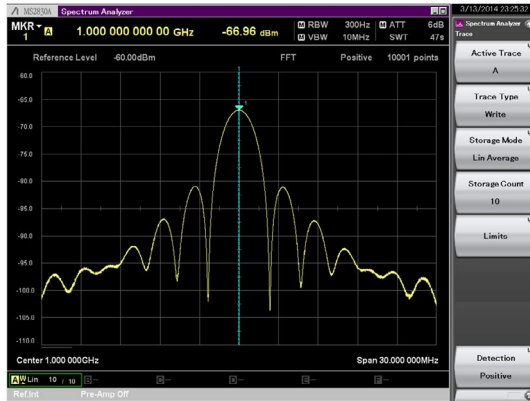 MS2830A Spectrum Analyzer
3/13/2014 23:25:32
MKR 1 A 1.000 000 000 00 GHz -66.96 dBm
M RBW 300Hz M ATT 6dB
M VBW 10MHz SWT 47s
Spectrum Analyzer
Trace
Reference Level -60.00dBm FFT Positive 10001 points
Active Trace
A
Trace Type
Write
Storage Mode
Lin Average
Storage Count
10
Limits
Detection
Positive
-60.0
-65.0
-70.0
-75.0
-80.0
-85.0
-90.0
-95.0
-100.0
-105.0
-110.0
1
Center 1.000 000GHz Span 30.000 000MHz
A W Lin 10 / 10
Ref.Int Pre-Amp Off